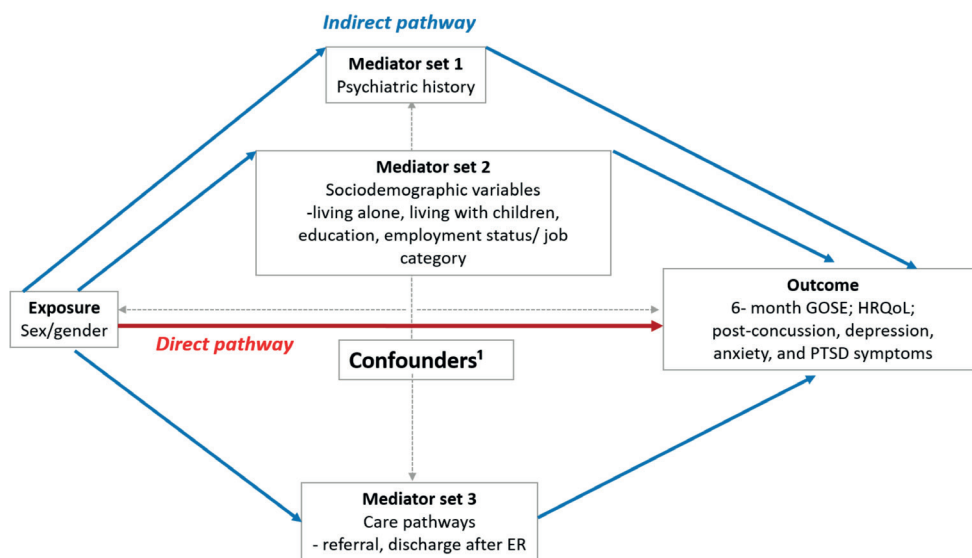 Indirect pathway
Mediator set 1
Psychiatric history
Mediator set 2
Sociodemographic variables
-living alone, living with children,
education, employment status/ job
category
Exposure
Sex/gender
Direct pathway
Confounders¹
Outcome
6- month GOSE; HRQoL;
post-concussion, depression,
anxiety, and PTSD symptoms
Mediator set 3
Care pathways
- referral, discharge after ER